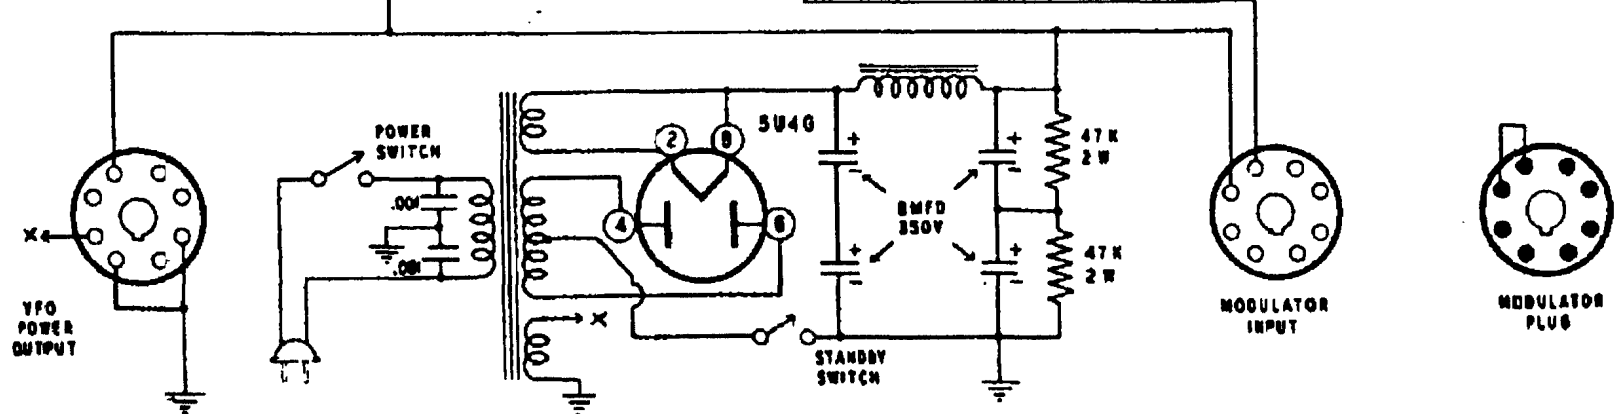 POWER
SWITCH
5U4G
2
8
4
6
.001
.001
X
X
47K
2W
8MFD
350V
47K
2W
VFO
POWER
OUTPUT
STANDBY
SWITCH
MODULATOR
INPUT
MODULATOR
PLUG